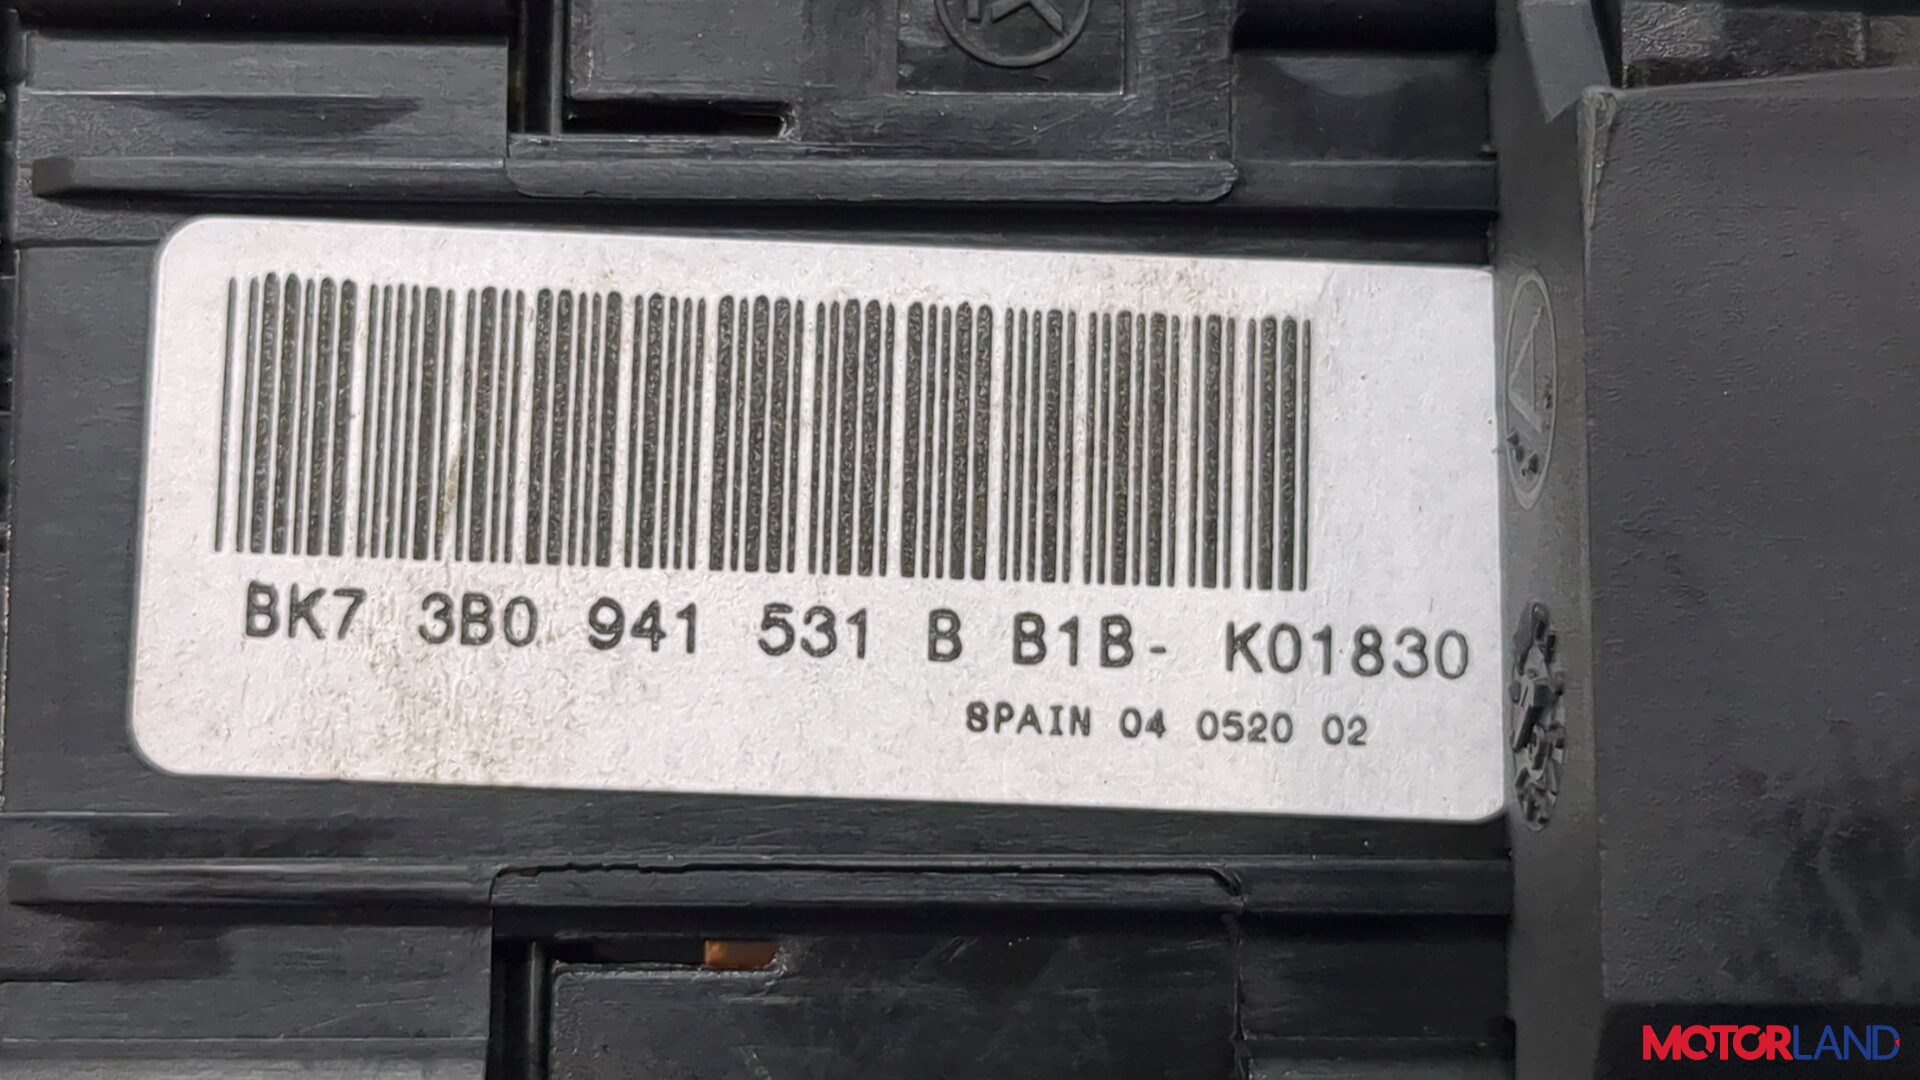 BK7 3B0 941 531 B B1B- K01830
SPAIN 04 0520 02
MOTORLAND